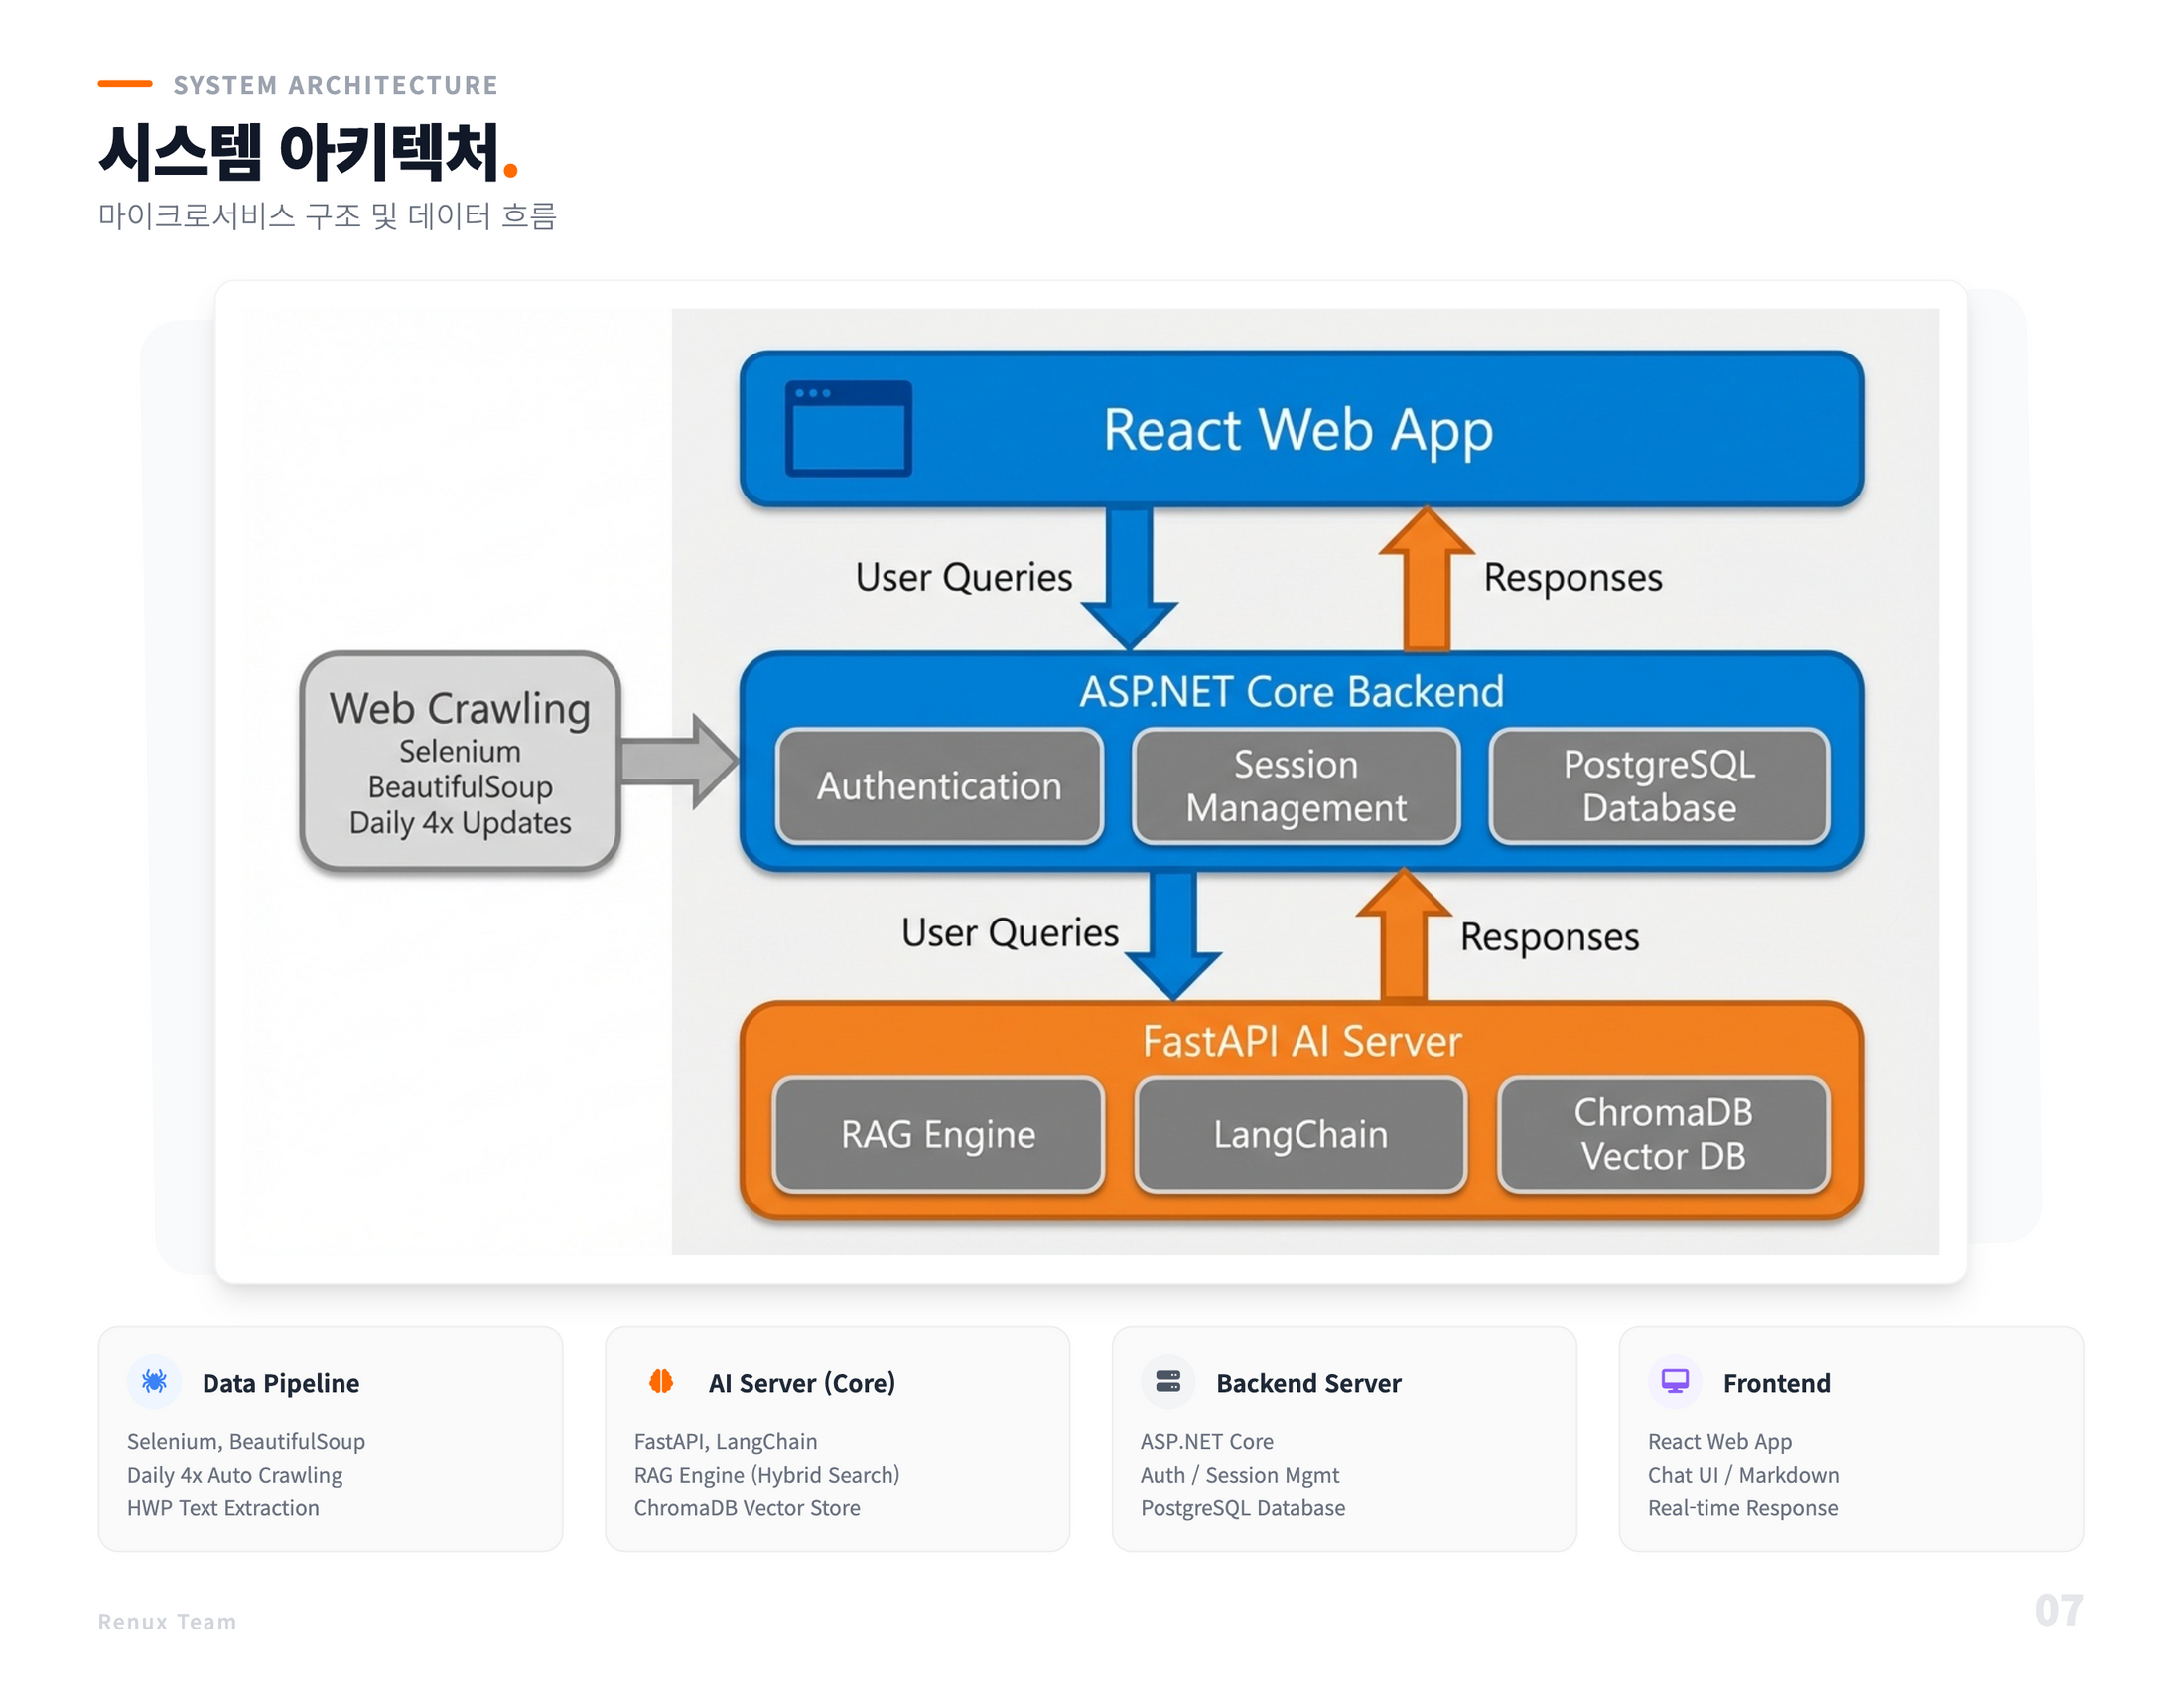 SYSTEM ARCHITECTURE
시스템 아키텍처.
마이크로서비스 구조 및 데이터 흐름
React Web App
User Queries
Responses
Web Crawling
Selenium
BeautifulSoup
Daily 4x Updates
ASP.NET Core Backend
Authentication
Session
Management
PostgreSQL
Database
User Queries
Responses
FastAPI AI Server
RAG Engine
LangChain
ChromaDB
Vector DB
Data Pipeline
Selenium, BeautifulSoup
Daily 4x Auto Crawling
HWP Text Extraction
AI Server (Core)
FastAPI, LangChain
RAG Engine (Hybrid Search)
ChromaDB Vector Store
Backend Server
ASP.NET Core
Auth / Session Mgmt
PostgreSQL Database
Frontend
React Web App
Chat UI / Markdown
Real-time Response
Renux Team
07